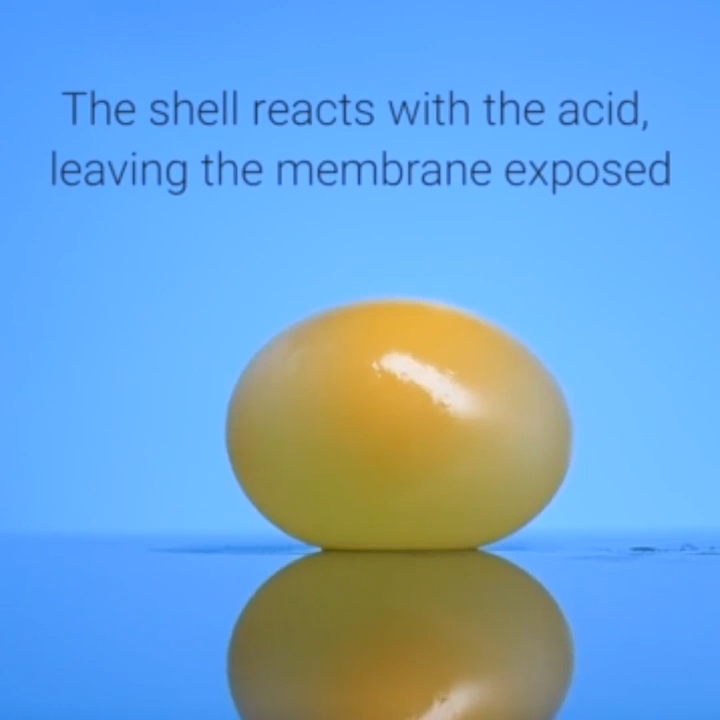 The shell reacts with the acid,
leaving the membrane exposed